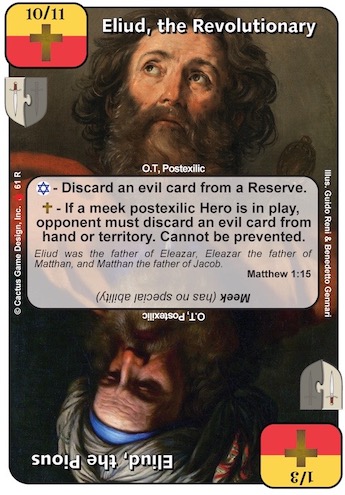 10/11
Eliud, the Revolutionary
O.T, Postexilic
✡ - Discard an evil card from a Reserve.
✝ - If a meek postexilic Hero is in play,
opponent must discard an evil card from
hand or territory. Cannot be prevented.
Eliud was the father of Eleazar, Eleazar the father of
Matthan, and Matthan the father of Jacob.
Matthew 1:15
© Cactus Game Design, Inc. 61 R
Illus. Guido Reni & Benedetto Gennari
Meek (has no special ability)
O.T, Postexilic
Eliud, the Pious
1/3